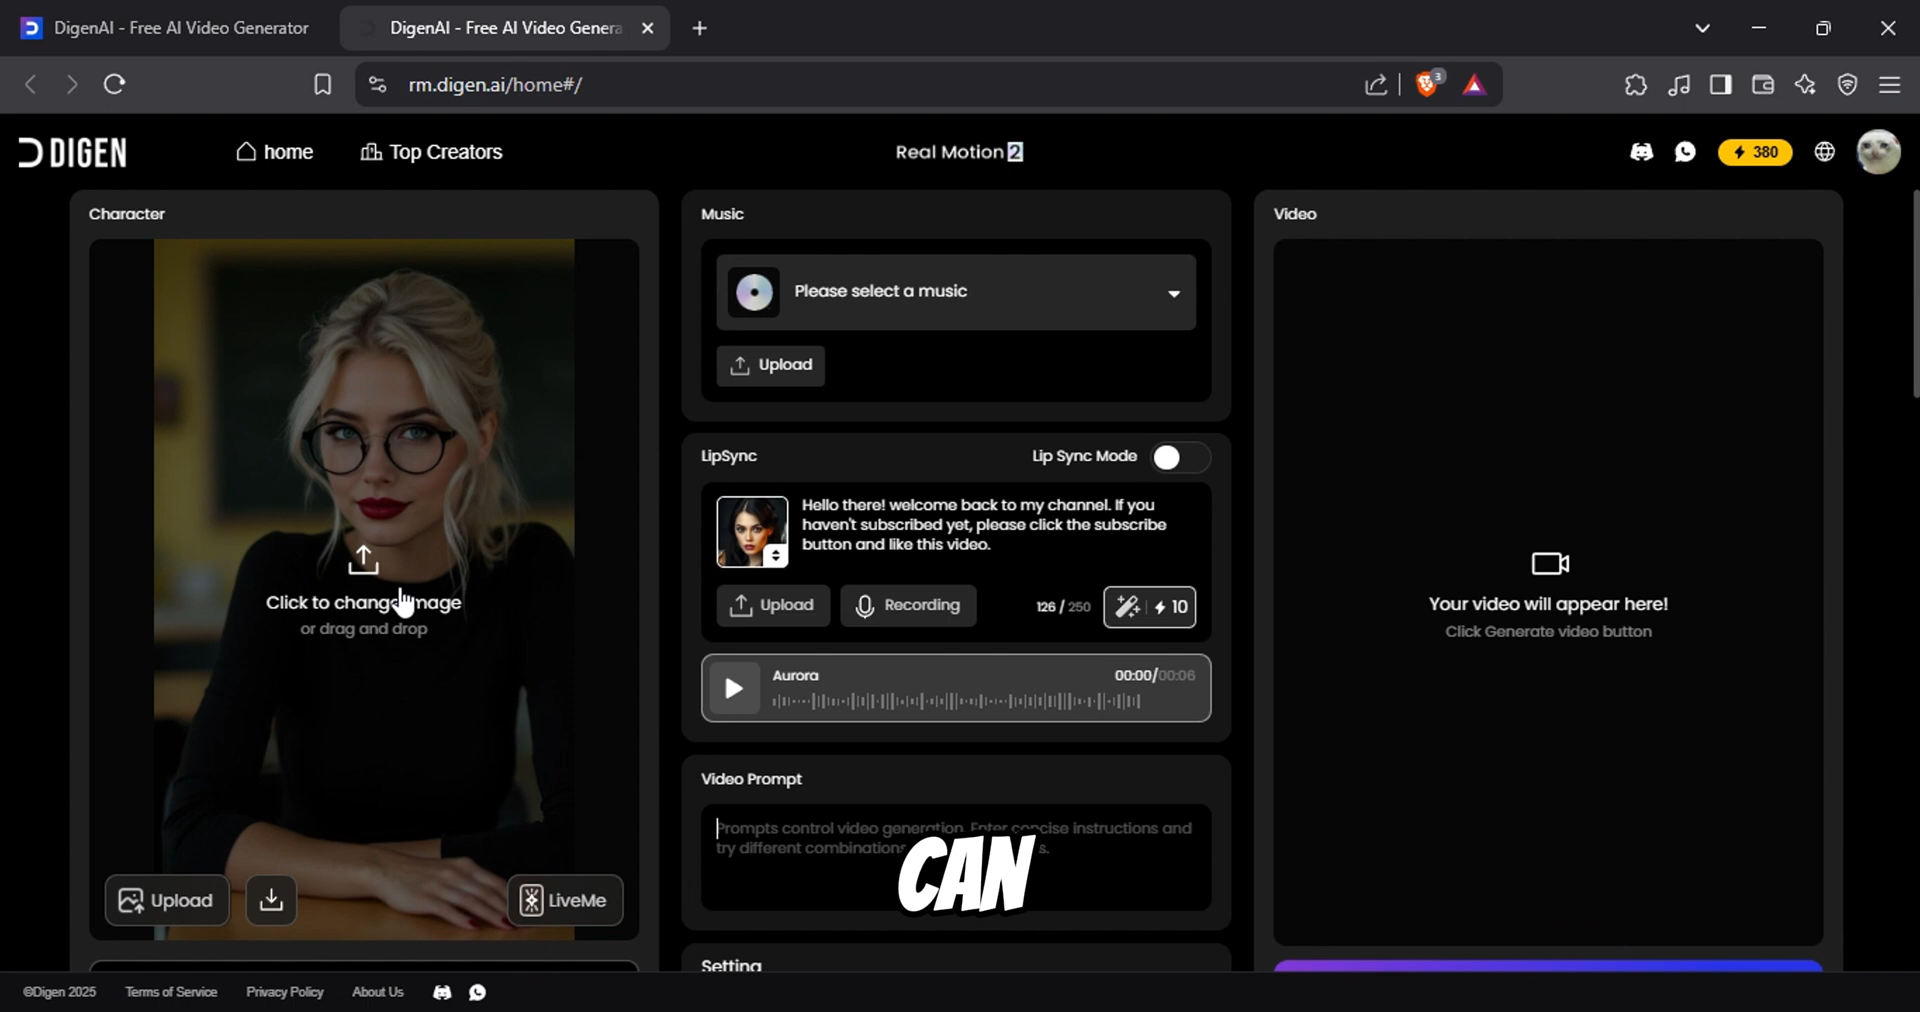 DigenAI - Free AI Video Generator
DigenAI - Free AI Video Genera
rm.digen.ai/home#/
3
DIGEN
home
Top Creators
Real Motion 2
380
Character
Click to change image
or drag and drop
Upload
LiveMe
Music
Please select a music
Upload
LipSync
Lip Sync Mode
Hello there! welcome back to my channel. If you
haven't subscribed yet, please click the subscribe
button and like this video.
Upload
Recording
126 / 250
10
Aurora
00:00/00:06
Video Prompt
Prompts control video generation. Enter concise instructions and
try different combinations
CAN
Setting
Video
Your video will appear here!
Click Generate video button
©Digen 2025
Terms of Service
Privacy Policy
About Us